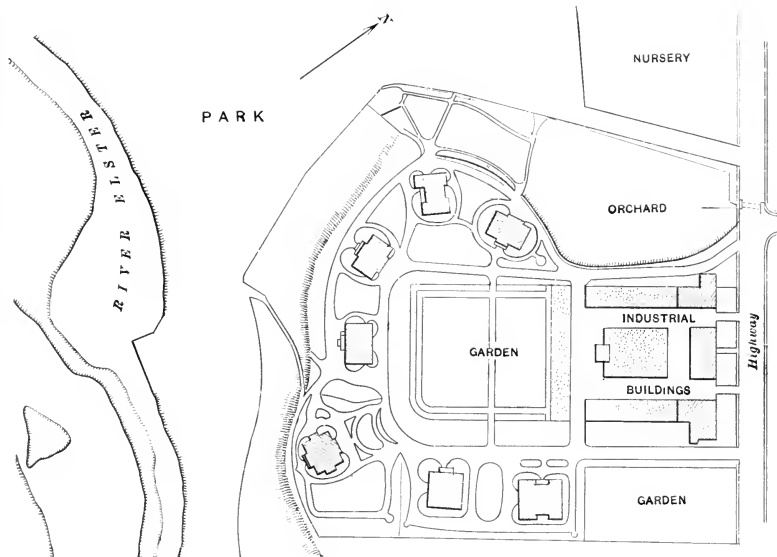 NURSERY
PARK
RIVER ELSTER
ORCHARD
INDUSTRIAL
GARDEN
Highway
BUILDINGS
GARDEN